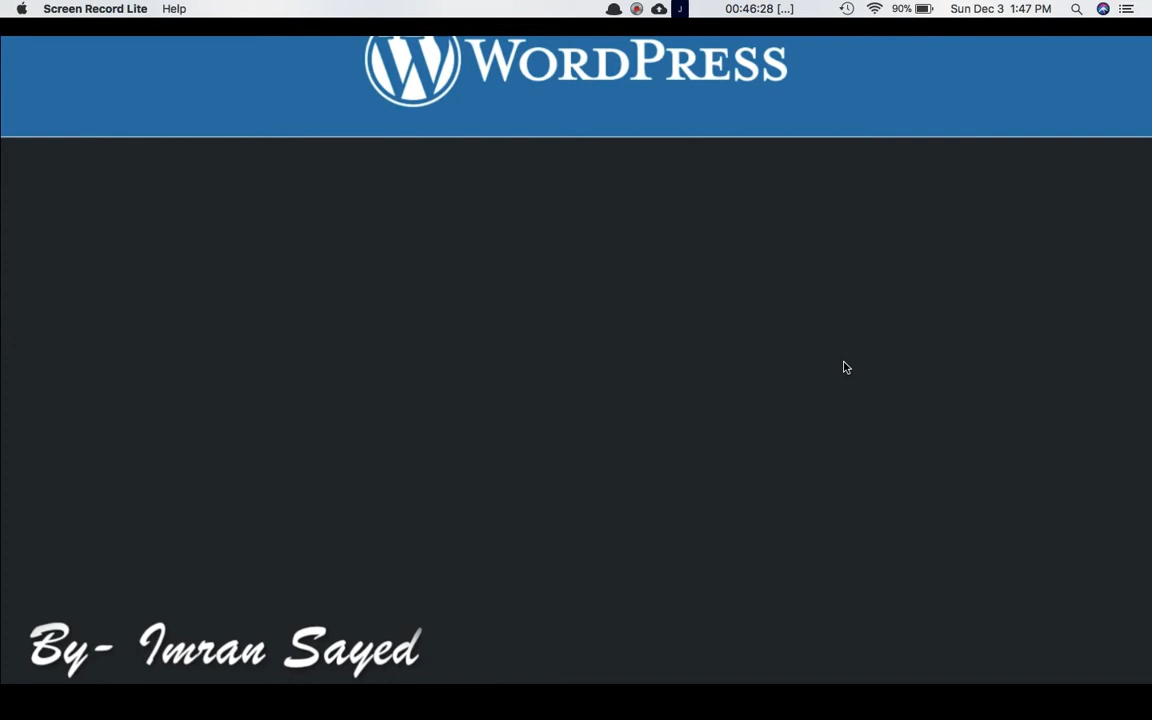 Screen Record Lite Help J 00:46:28 [...] 90% Sun Dec 3 1:47 PM
WORDPRESS
By- Imran Sayed